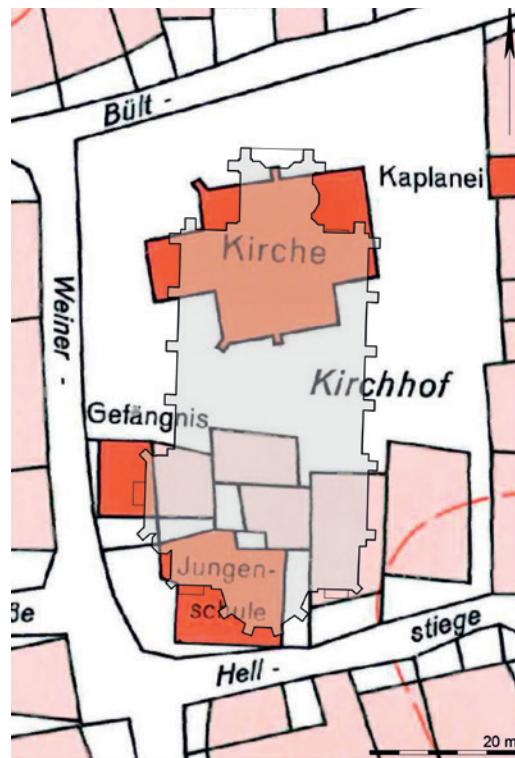 Bült -
Kaplanei
Kirche
Weiner -
Kirchhof
Gefängnis
Jungen-
schule
ße
stiege
Hell -
20 m